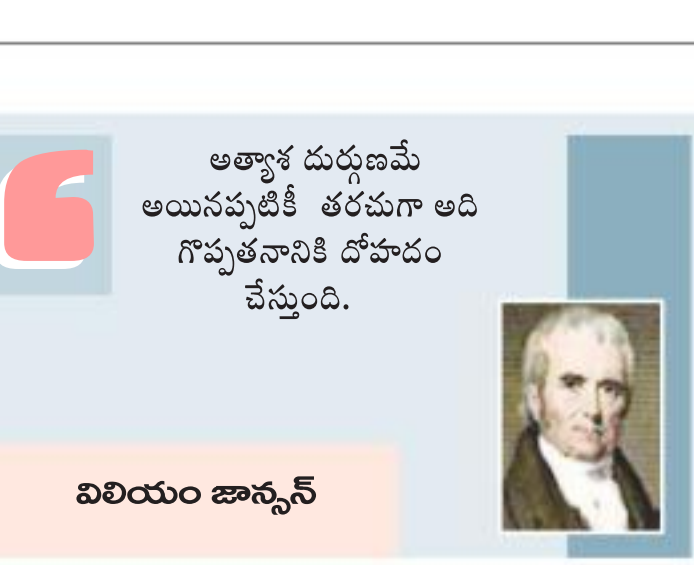 అత్యాశ దుర్గుణమే
అయినప్పటికీ తరచుగా అది
గొప్పతనానికి దోహదం
చేస్తుంది.
విలియం జాన్సన్